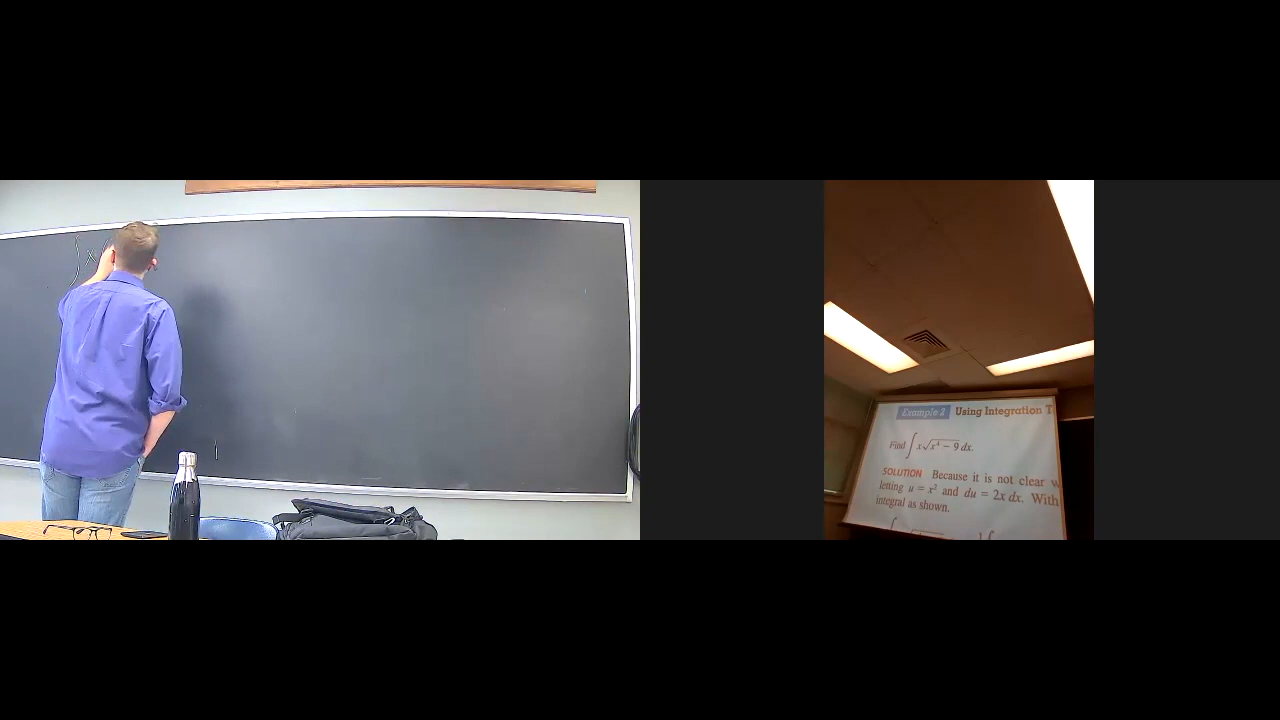 ∫ x
Example 2 Using Integration T
Find ∫ x√x⁴ − 9 dx.
SOLUTION Because it is not clear w
letting u = x² and du = 2x dx. With
integral as shown.